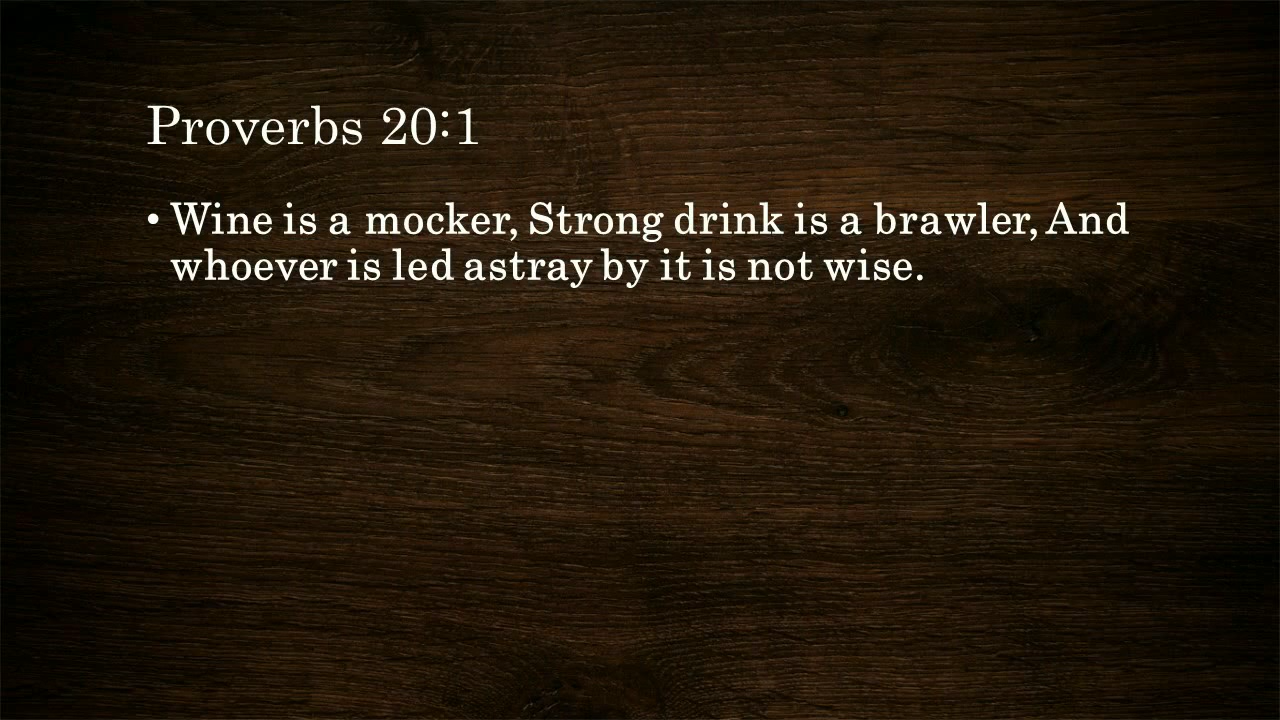 Proverbs 20:1
• Wine is a mocker, Strong drink is a brawler, And
whoever is led astray by it is not wise.